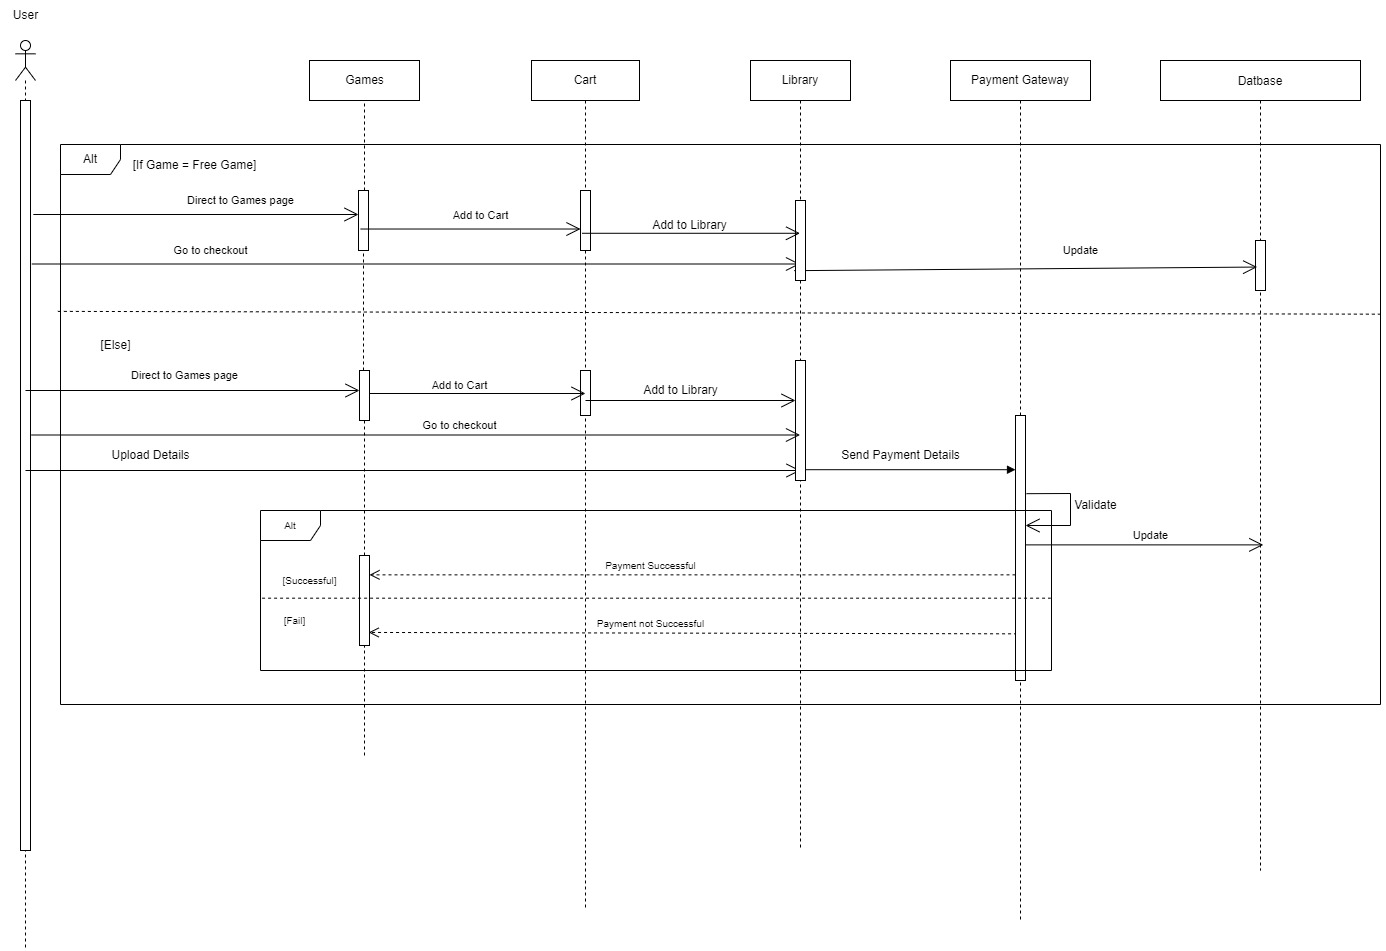 User
Games
Cart
Library
Payment Gateway
Datbase
Alt
[If Game = Free Game]
Direct to Games page
Add to Cart
Add to Library
Go to checkout
Update
[Else]
Direct to Games page
Add to Cart
Add to Library
Go to checkout
Upload Details
Send Payment Details
Validate
Alt
Update
Payment Successful
[Successful]
[Fail]
Payment not Successful